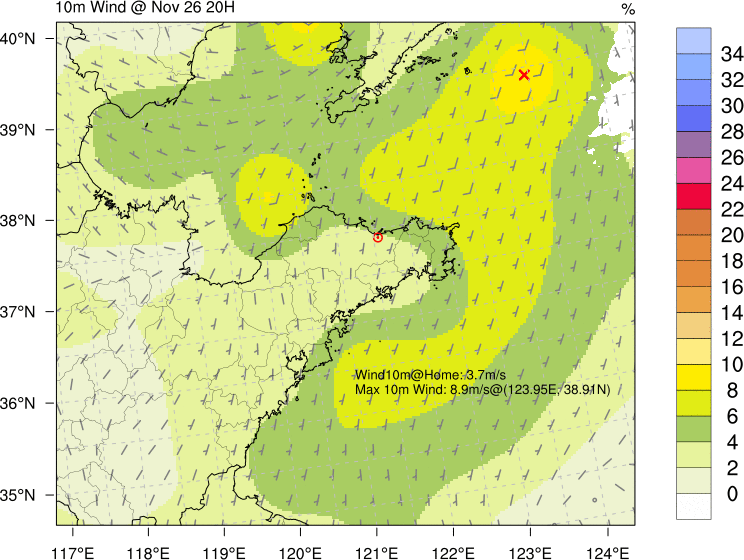 10m Wind @ Nov 26 20H
%
40°N
39°N
38°N
37°N
36°N
35°N
Wind10m@Home: 3.7m/s
Max 10m Wind: 8.9m/s@(123.95E, 38.91N)
117°E 118°E 119°E 120°E 121°E 122°E 123°E 124°E
34
32
30
28
26
24
22
20
18
16
14
12
10
8
6
4
2
0